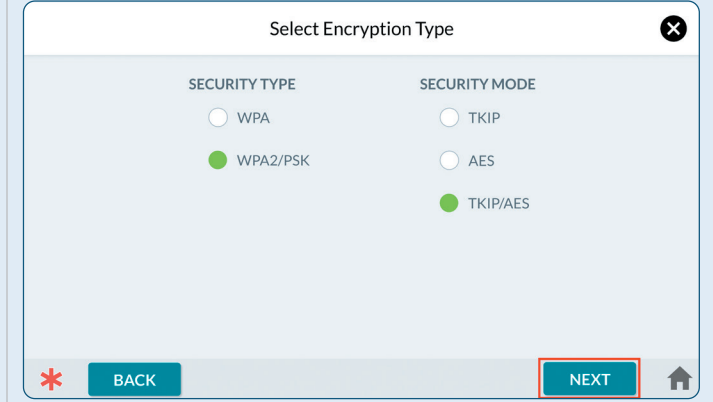 Select Encryption Type
SECURITY TYPE
WPA
WPA2/PSK
SECURITY MODE
TKIP
AES
TKIP/AES
BACK
NEXT